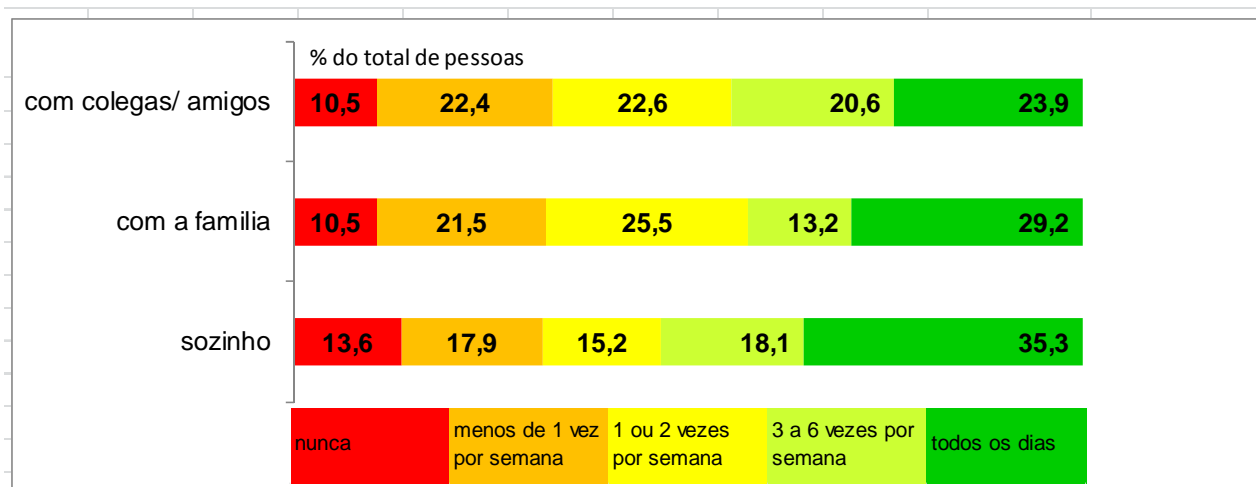 % do total de pessoas
com colegas/ amigos
10,5 22,4 22,6 20,6 23,9
com a familia
10,5 21,5 25,5 13,2 29,2
sozinho
13,6 17,9 15,2 18,1 35,3
nunca
menos de 1 vez
por semana
1 ou 2 vezes
por semana
3 a 6 vezes por
semana
todos os dias